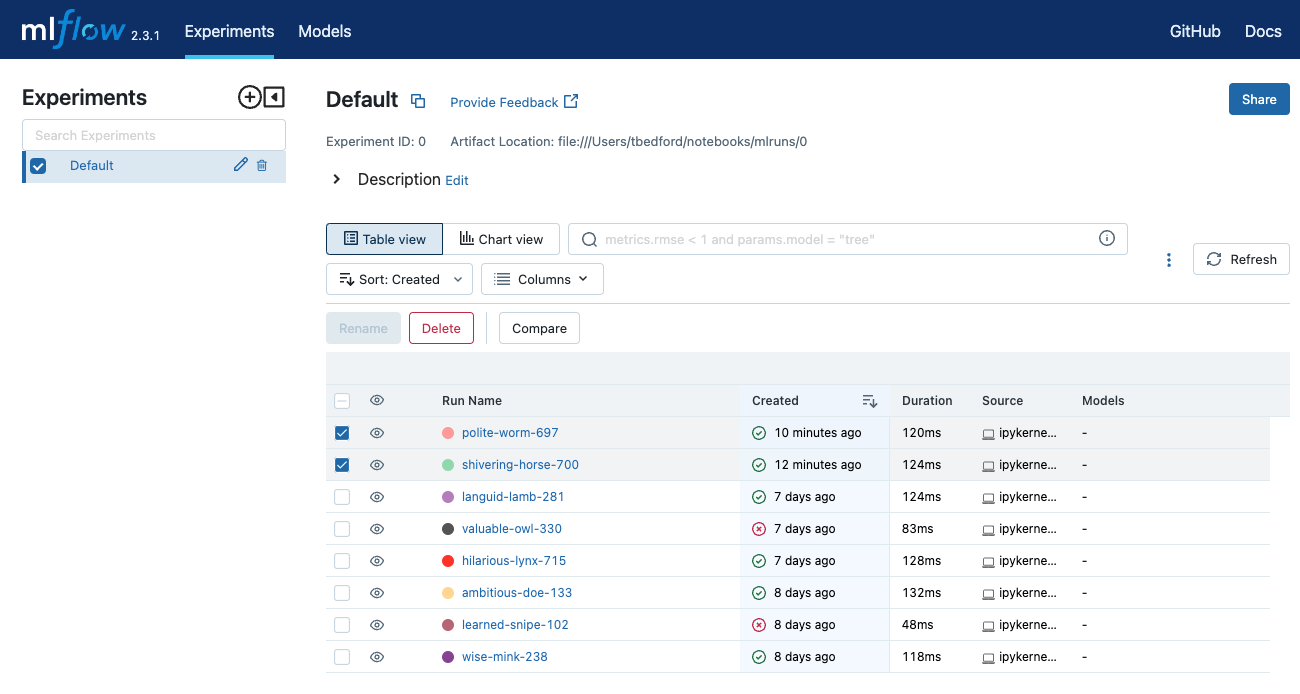 mlflow 2.3.1 Experiments Models GitHub Docs
Experiments
Search Experiments
Default
Default Provide Feedback Share
Experiment ID: 0 Artifact Location: file:///Users/tbedford/notebooks/mlruns/0
Description Edit
Table view Chart view metrics.rmse < 1 and params.model = "tree"
Refresh
Sort: Created Columns
Rename Delete Compare
Run Name Created Duration Source Models
polite-worm-697 10 minutes ago 120ms ipykerne... -
shivering-horse-700 12 minutes ago 124ms ipykerne... -
languid-lamb-281 7 days ago 124ms ipykerne... -
valuable-owl-330 7 days ago 83ms ipykerne... -
hilarious-lynx-715 7 days ago 128ms ipykerne... -
ambitious-doe-133 8 days ago 132ms ipykerne... -
learned-snipe-102 8 days ago 48ms ipykerne... -
wise-mink-238 8 days ago 118ms ipykerne... -